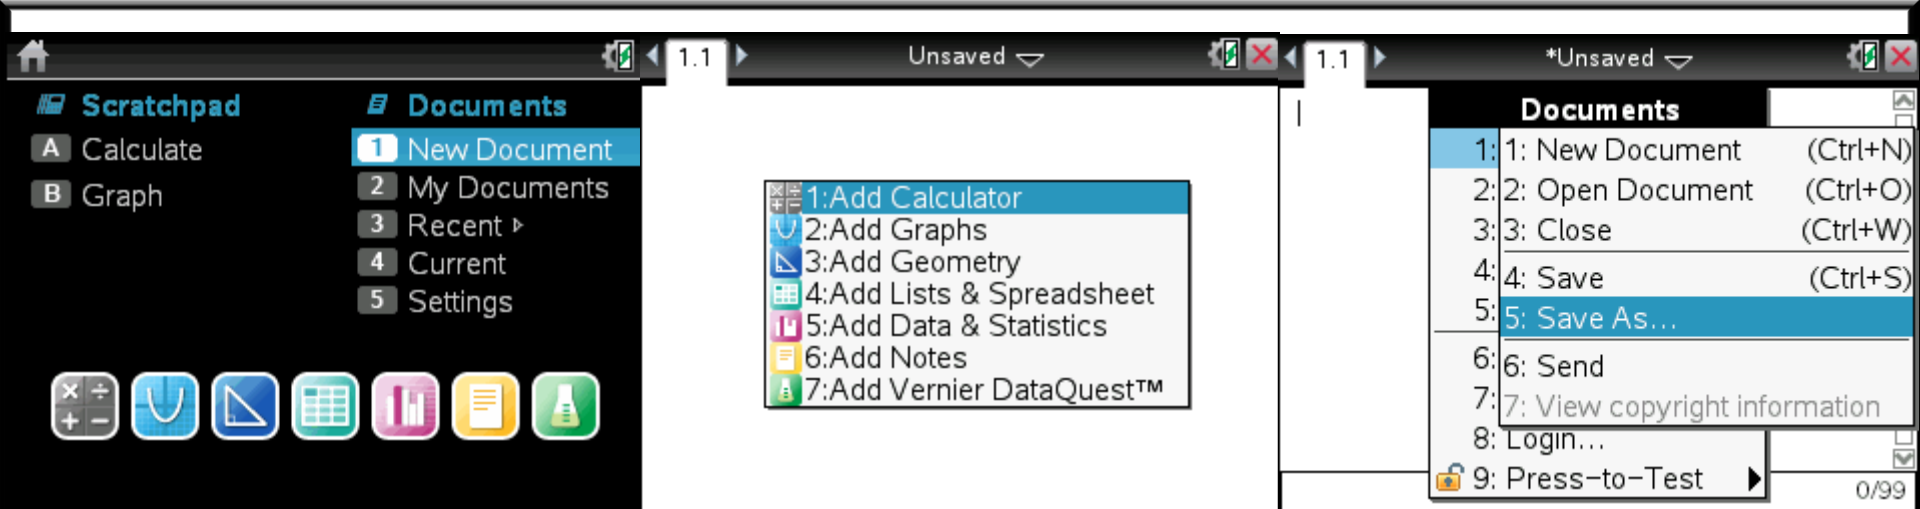 Scratchpad
A Calculate
B Graph
Documents
1 New Document
2 My Documents
3 Recent ▹
4 Current
5 Settings
1.1
Unsaved
1:Add Calculator
2:Add Graphs
3:Add Geometry
4:Add Lists & Spreadsheet
5:Add Data & Statistics
6:Add Notes
7:Add Vernier DataQuest™
1.1
*Unsaved
Documents
1: 1: New Document (Ctrl+N)
2: 2: Open Document (Ctrl+O)
3: 3: Close (Ctrl+W)
4: 4: Save (Ctrl+S)
5: 5: Save As...
6: 6: Send
7: 7: View copyright information
8: Login...
9: Press-to-Test
0/99